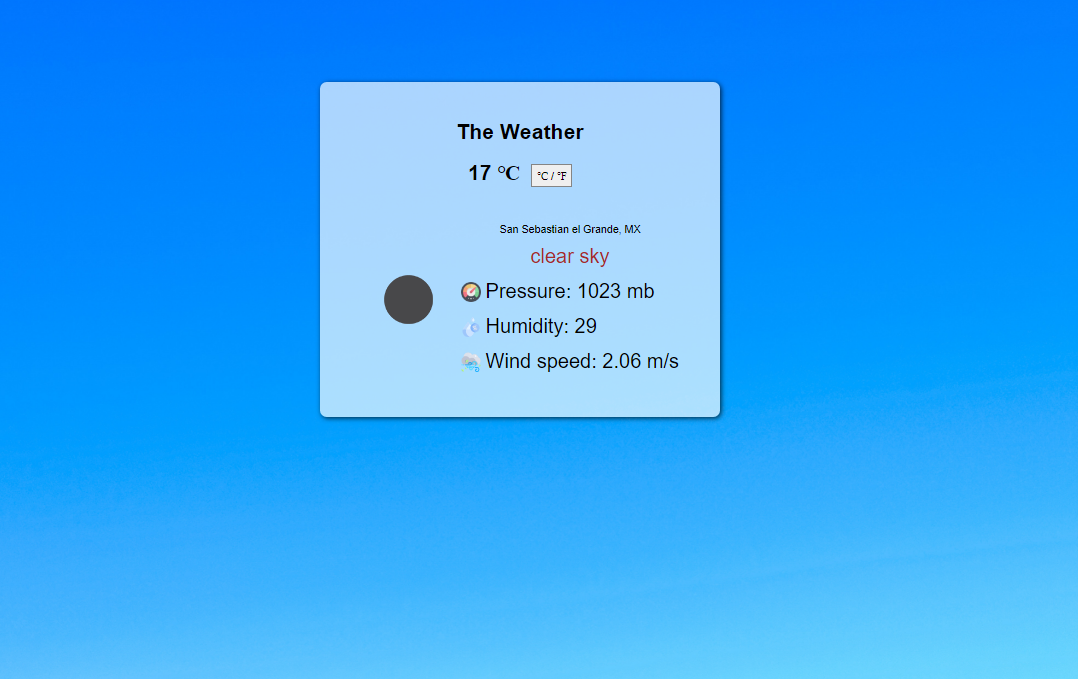 The Weather
17 °C °C / °F
San Sebastian el Grande, MX
clear sky
Pressure: 1023 mb
Humidity: 29
Wind speed: 2.06 m/s